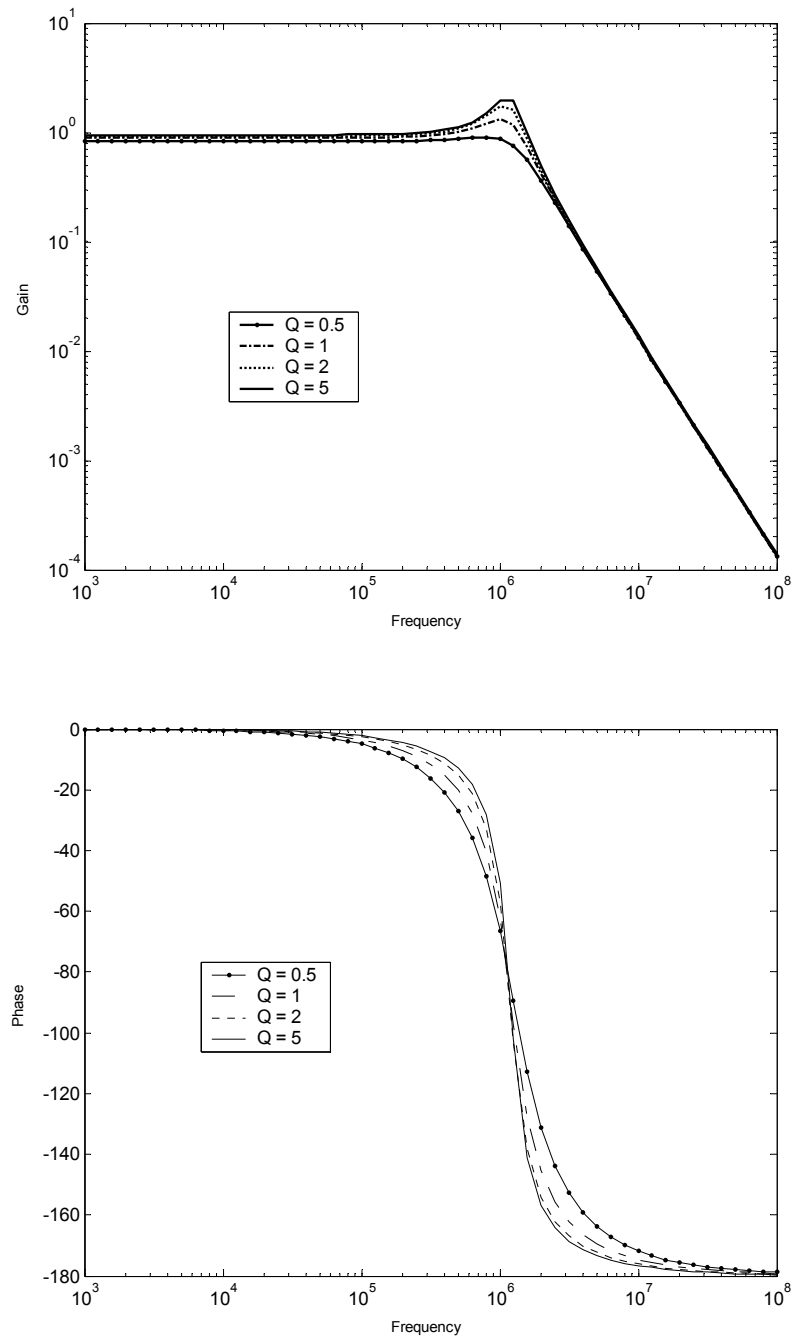 10^1
10^0
10^-1
10^-2
10^-3
10^-4
Gain
Q = 0.5
Q = 1
Q = 2
Q = 5
10^3 10^4 10^5 10^6 10^7 10^8
Frequency
0
-20
-40
-60
-80
-100
-120
-140
-160
-180
Phase
Q = 0.5
Q = 1
Q = 2
Q = 5
10^3 10^4 10^5 10^6 10^7 10^8
Frequency